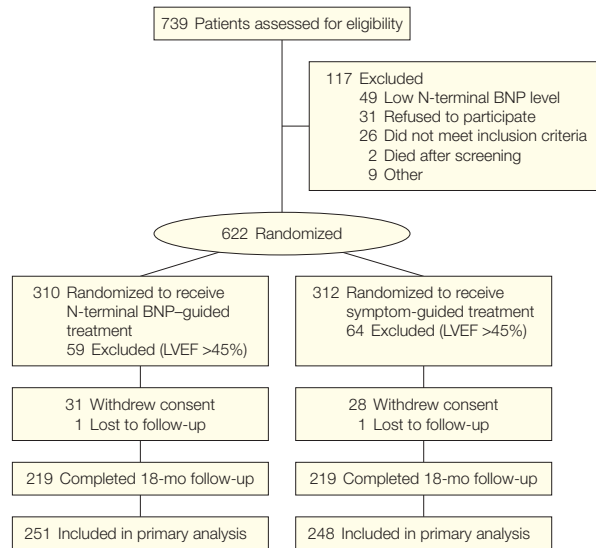 739 Patients assessed for eligibility
117 Excluded
49 Low N-terminal BNP level
31 Refused to participate
26 Did not meet inclusion criteria
2 Died after screening
9 Other
622 Randomized
310 Randomized to receive
N-terminal BNP–guided
treatment
59 Excluded (LVEF >45%)
312 Randomized to receive
symptom-guided treatment
64 Excluded (LVEF >45%)
31 Withdrew consent
1 Lost to follow-up
28 Withdrew consent
1 Lost to follow-up
219 Completed 18-mo follow-up
219 Completed 18-mo follow-up
251 Included in primary analysis
248 Included in primary analysis